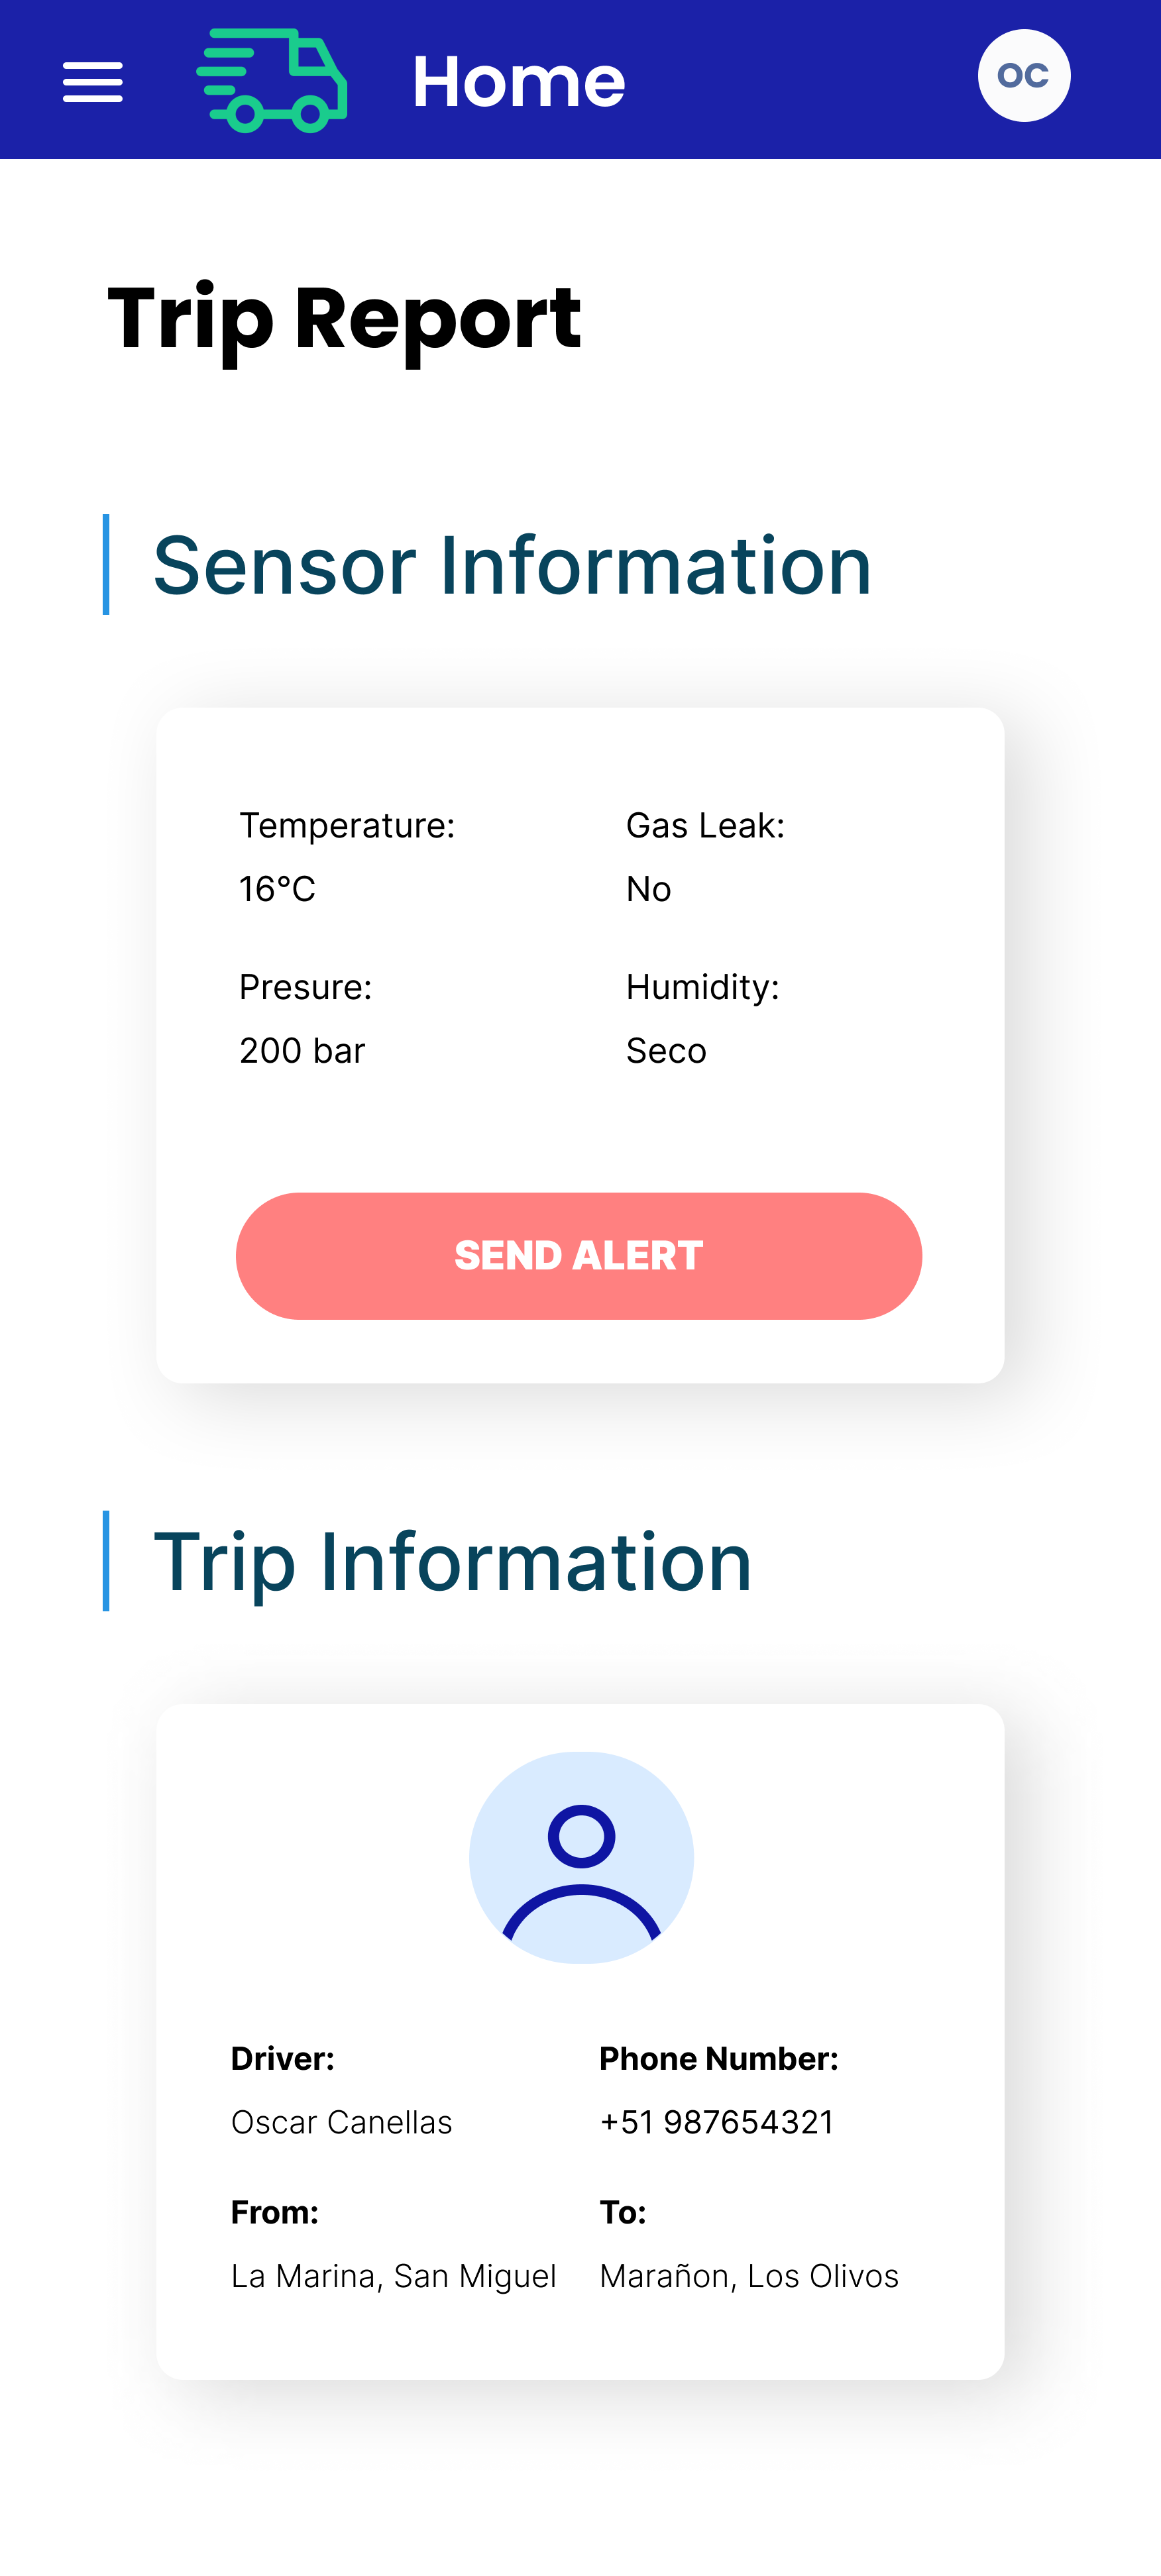 Home
OC
Trip Report
Sensor Information
Temperature:
16°C
Gas Leak:
No
Presure:
200 bar
Humidity:
Seco
SEND ALERT
Trip Information
Driver:
Oscar Canellas
Phone Number:
+51 987654321
From:
La Marina, San Miguel
To:
Marañon, Los Olivos